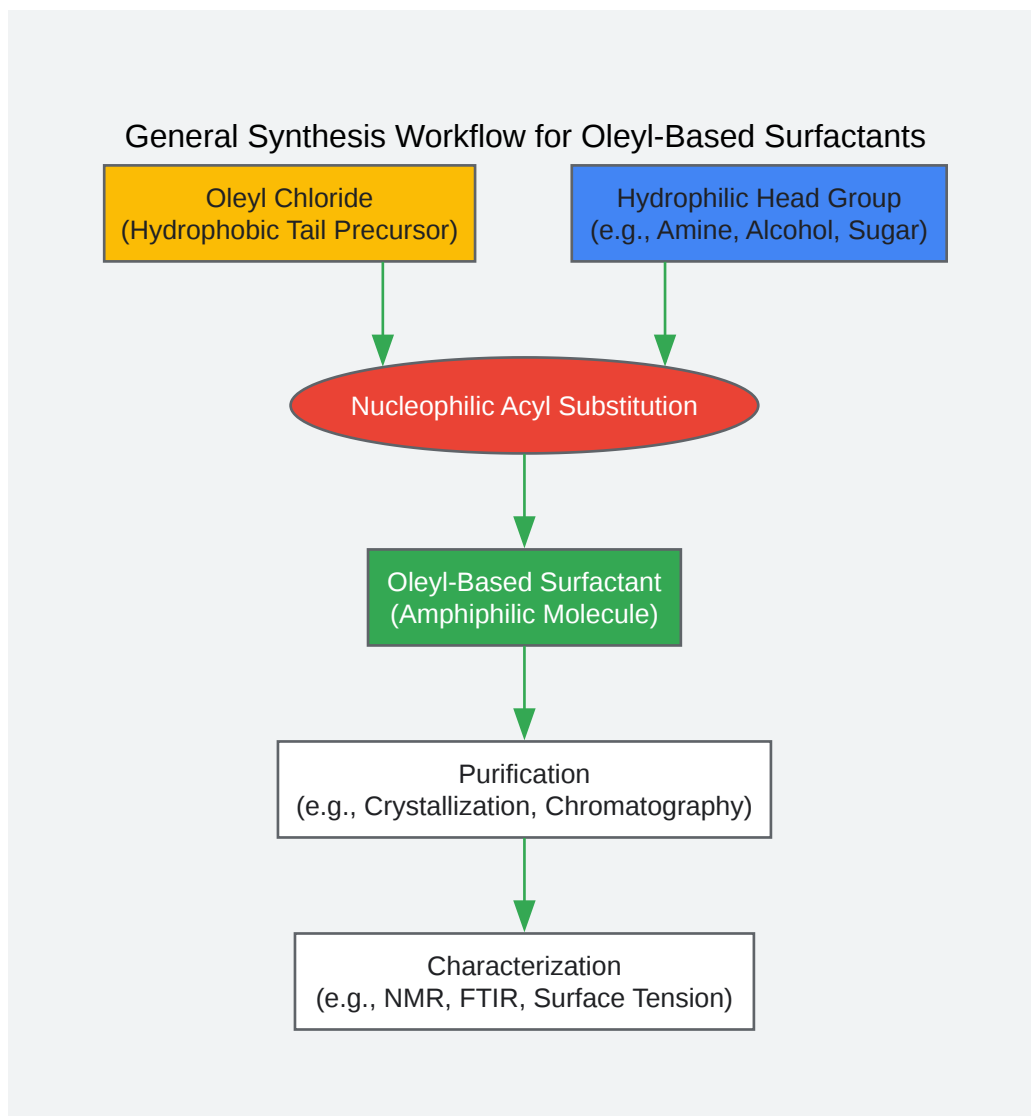 General Synthesis Workflow for Oleyl-Based Surfactants
Oleyl Chloride
(Hydrophobic Tail Precursor)
Hydrophilic Head Group
(e.g., Amine, Alcohol, Sugar)
Nucleophilic Acyl Substitution
Oleyl-Based Surfactant
(Amphiphilic Molecule)
Purification
(e.g., Crystallization, Chromatography)
Characterization
(e.g., NMR, FTIR, Surface Tension)